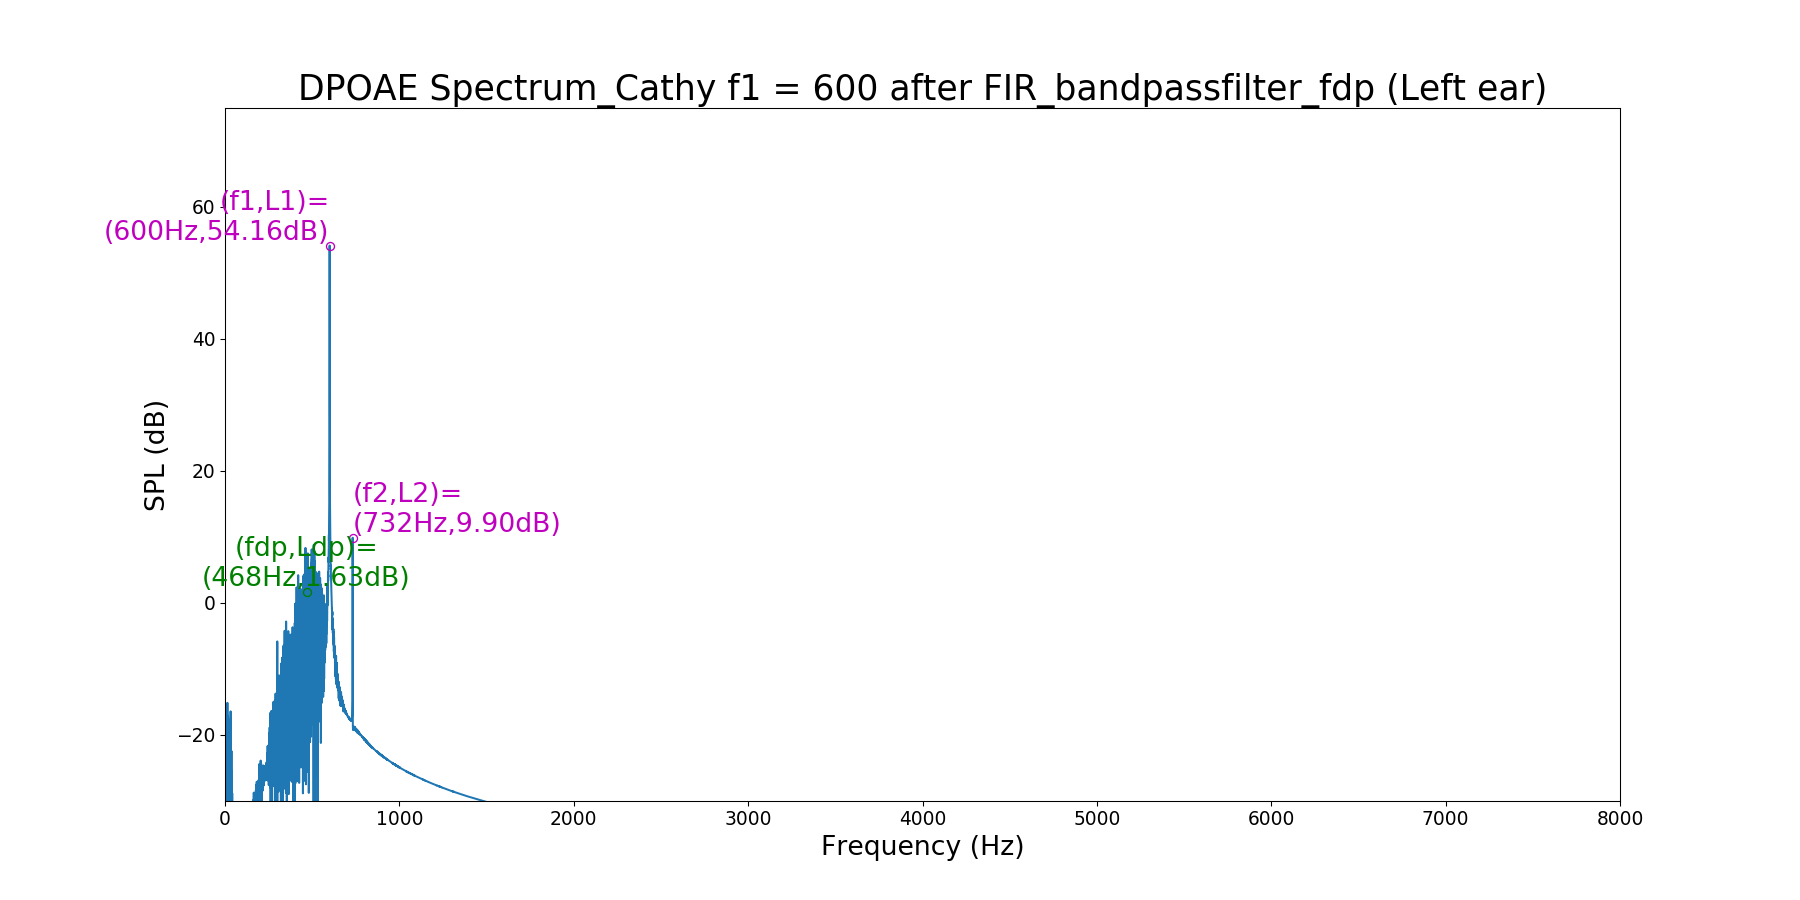 DPOAE Spectrum_Cathy f1 = 600 after FIR_bandpassfilter_fdp (Left ear)
(f1,L1)=
(600Hz,54.16dB)
(f2,L2)=
(732Hz,9.90dB)
(fdp,Ldp)=
(468Hz,1.63dB)
SPL (dB)
60
40
20
0
−20
0 1000 2000 3000 4000 5000 6000 7000 8000
Frequency (Hz)